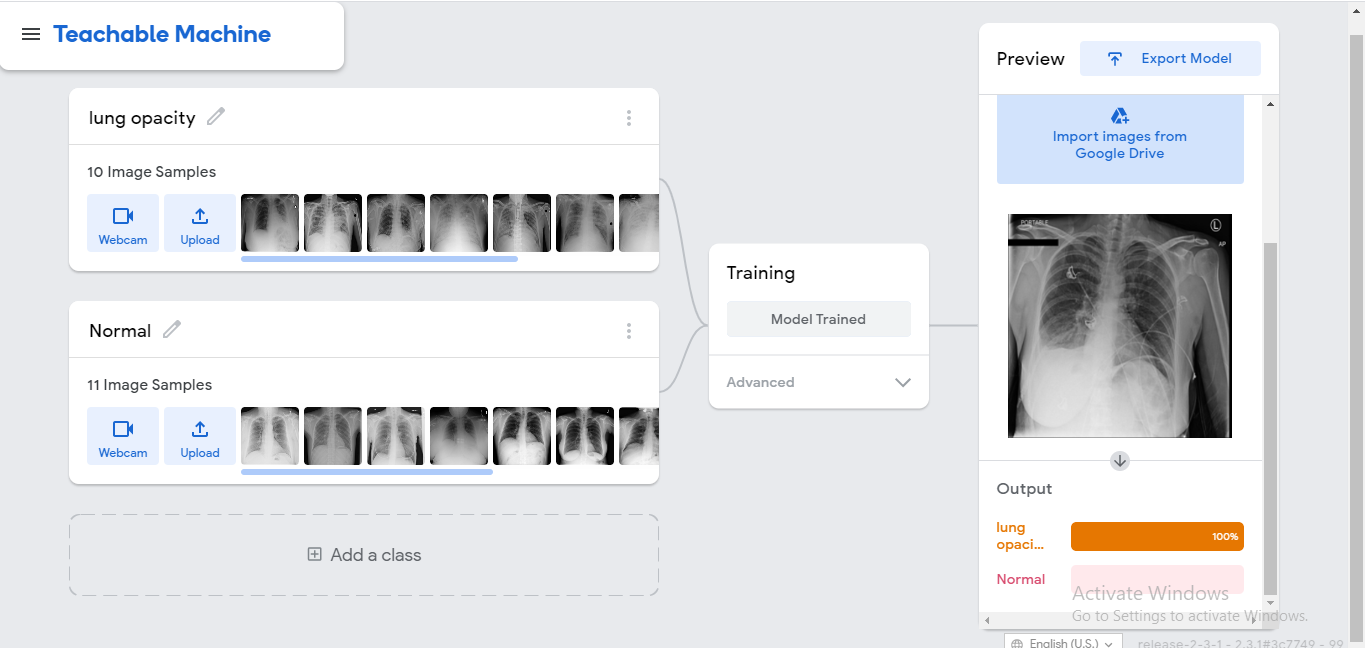 Teachable Machine
lung opacity
10 Image Samples
Webcam
Upload
Normal
11 Image Samples
Webcam
Upload
Add a class
Training
Model Trained
Advanced
Preview
Export Model
Import images from
Google Drive
PORTABLE
L
AP
Output
lung
opaci...
100%
Normal
Activate Windows
Go to Settings to activate Windows.
English (U.S.)
release-2-3-1 - 2.3.1#3c7749 - 99